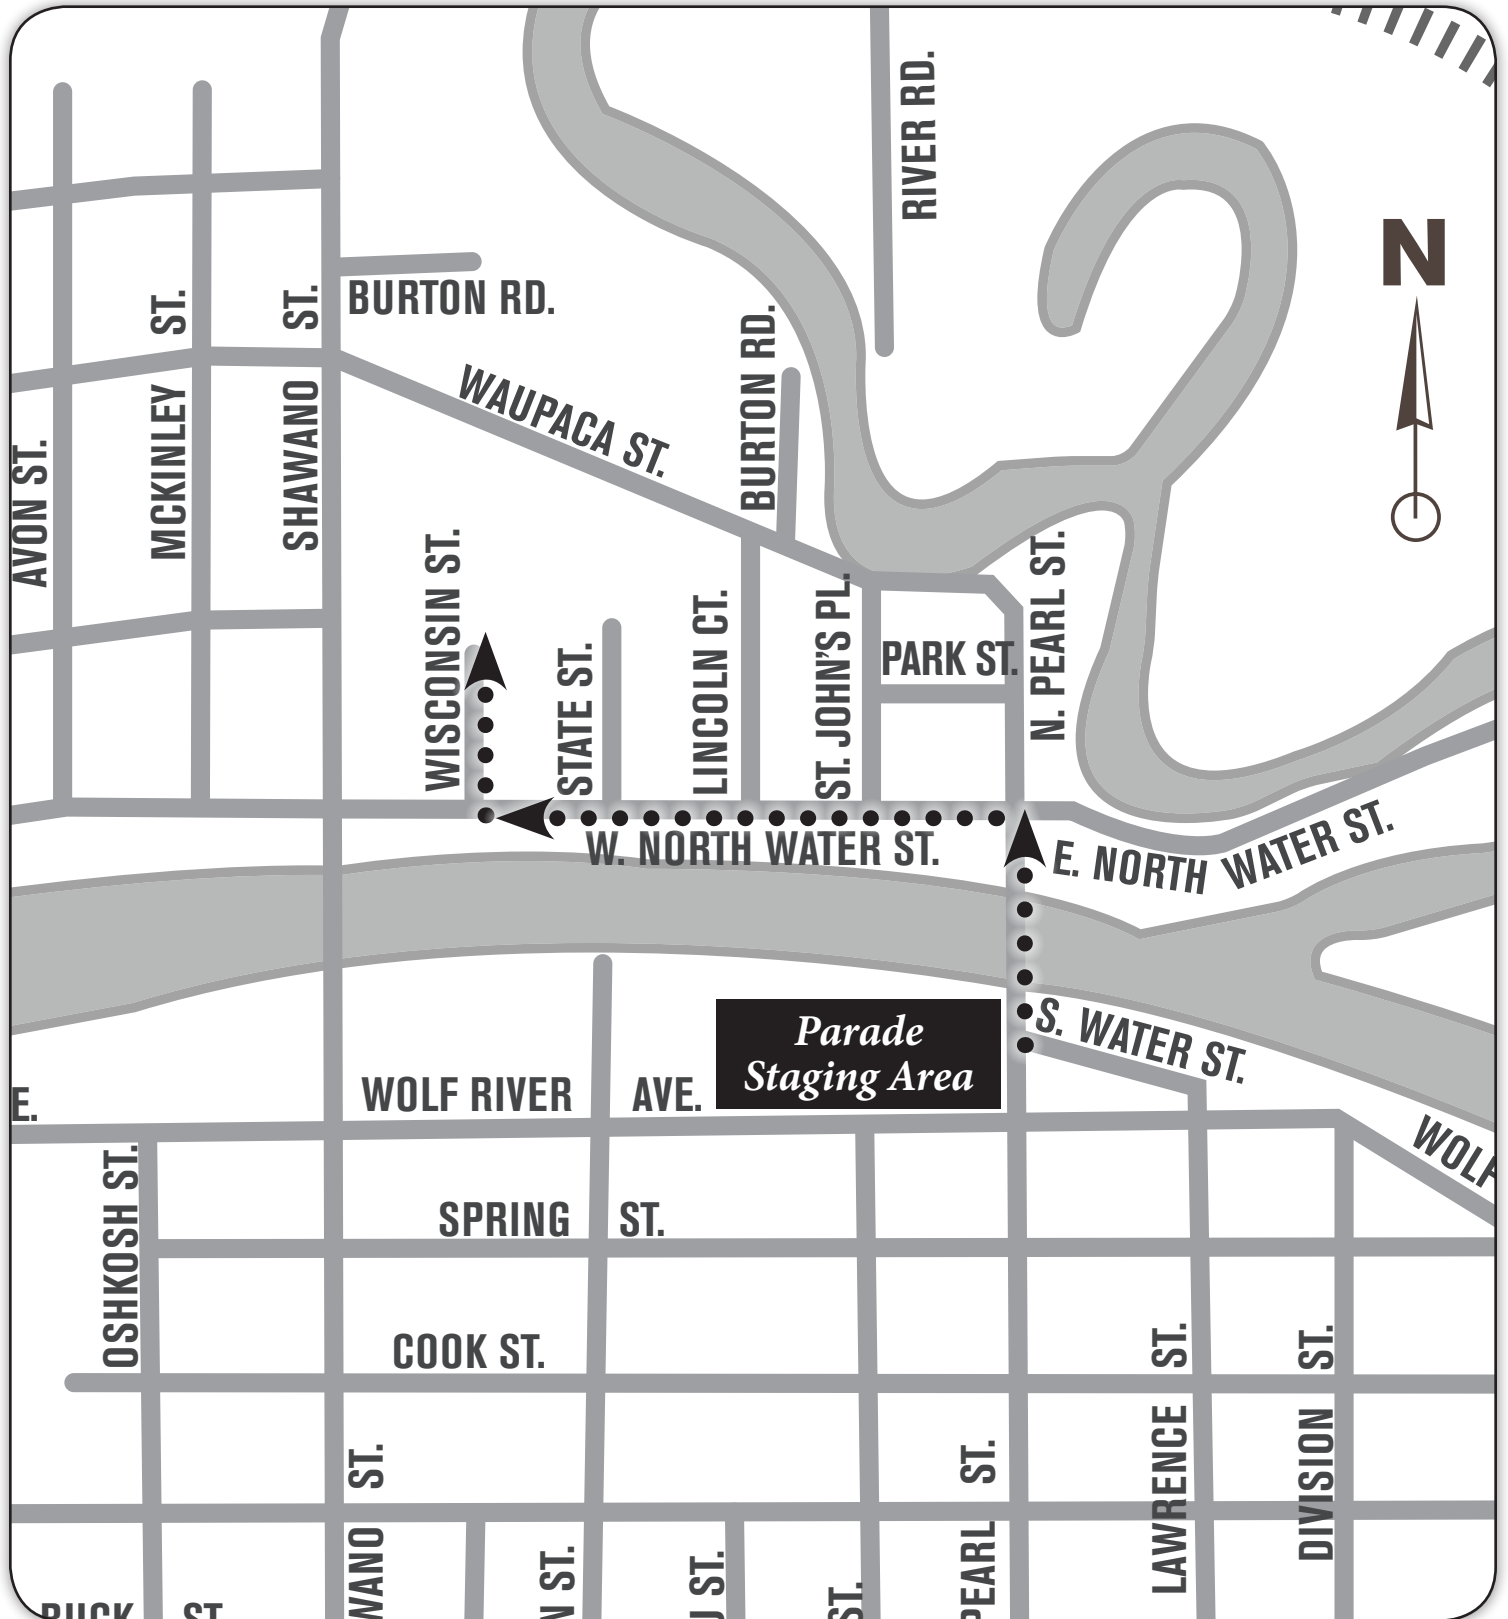 RIVER RD.
N
BURTON RD.
MCKINLEY ST.
SHAWANO ST.
BURTON RD.
WAUPACA ST.
AVON ST.
WISCONSIN ST.
STATE ST.
LINCOLN CT.
ST. JOHN'S PL.
PARK ST.
N. PEARL ST.
W. NORTH WATER ST.
E. NORTH WATER ST.
Parade
Staging Area
S. WATER ST.
E.
WOLF RIVER AVE.
WOLF
OSHKOSH ST.
SPRING ST.
COOK ST.
LAWRENCE ST.
DIVISION ST.
WANO ST.
N ST.
U ST.
ST.
PEARL ST.
ST.